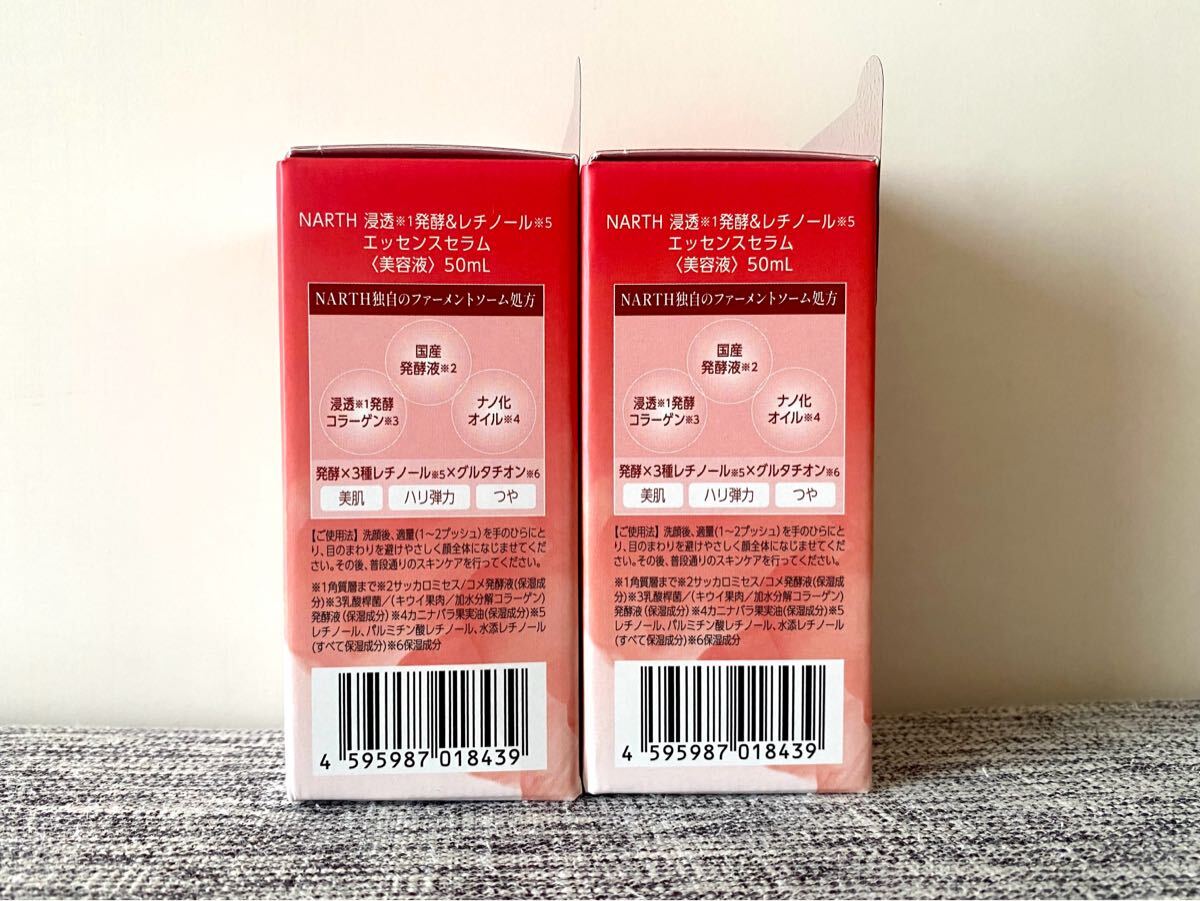 NARTH 浸透※1発酵&レチノール※5
エッセンスセラム
〈美容液〉50mL
NARTH独自のファーメントソーム処方
国産
発酵液※2
浸透※1発酵
コラーゲン※3
ナノ化
オイル※4
発酵×3種レチノール※5×グルタチオン※6
美肌
ハリ弾力
つや
【ご使用法】洗顔後、適量(1〜2プッシュ)を手のひらにと
り、目のまわりを避けやさしく顔全体になじませてくだ
さい。その後、普段通りのスキンケアを行ってください。
※1角質層まで※2サッカロミセス/コメ発酵液(保湿成
分)※3乳酸桿菌/(キウイ果肉/加水分解コラーゲン)
発酵液(保湿成分)※4カニナバラ果実油(保湿成分)※5
レチノール、パルミチン酸レチノール、水添レチノール
(すべて保湿成分)※6保湿成分
4 595987 018439
NARTH 浸透※1発酵&レチノール※5
エッセンスセラム
〈美容液〉50mL
NARTH独自のファーメントソーム処方
国産
発酵液※2
浸透※1発酵
コラーゲン※3
ナノ化
オイル※4
発酵×3種レチノール※5×グルタチオン※6
美肌
ハリ弾力
つや
【ご使用法】洗顔後、適量(1〜2プッシュ)を手のひらにと
り、目のまわりを避けやさしく顔全体になじませてくだ
さい。その後、普段通りのスキンケアを行ってください。
※1角質層まで※2サッカロミセス/コメ発酵液(保湿成
分)※3乳酸桿菌/(キウイ果肉/加水分解コラーゲン)
発酵液(保湿成分)※4カニナバラ果実油(保湿成分)※5
レチノール、パルミチン酸レチノール、水添レチノール
(すべて保湿成分)※6保湿成分
4 595987 018439